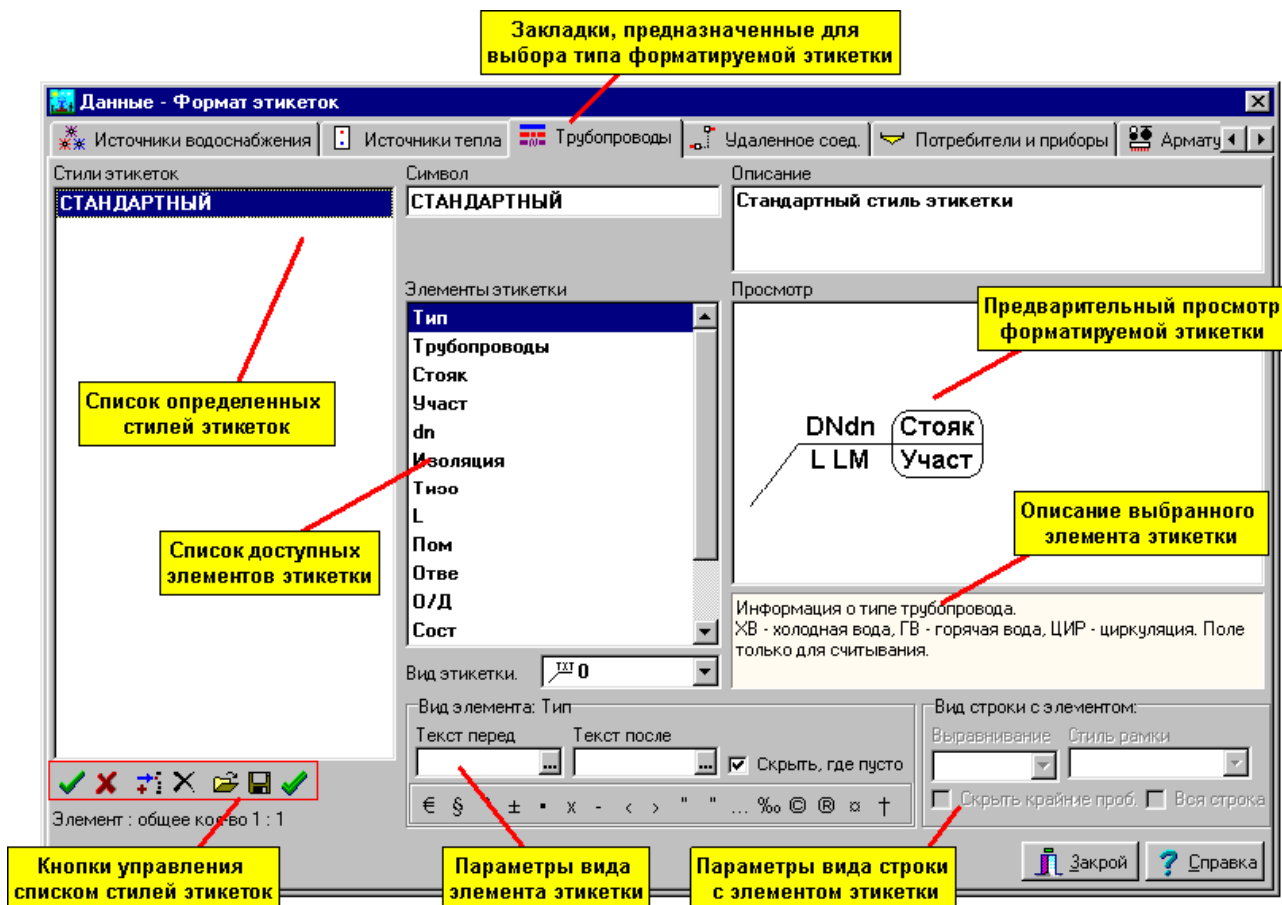 Закладки, предназначенные для
выбора типа форматируемой этикетки
Данные - Формат этикеток
Источники водоснабжения
Источники тепла
Трубопроводы
Удаленное соед.
Потребители и приборы
Армату
Стили этикеток
Символ
Описание
СТАНДАРТНЫЙ
СТАНДАРТНЫЙ
Стандартный стиль этикетки
Элементы этикетки
Просмотр
Тип
Трубопроводы
Стояк
Участ
dn
Изоляция
Тизо
L
Пом
Отве
О/Д
Сост
Предварительный просмотр
форматируемой этикетки
Список определенных
стилей этикеток
DNdn
Стояк
L LM
Участ
Описание выбранного
элемента этикетки
Список доступных
элементов этикетки
Информация о типе трубопровода.
ХВ - холодная вода, ГВ - горячая вода, ЦИР - циркуляция. Поле
только для считывания.
Вид этикетки.
TXT 0
Вид элемента: Тип
Вид строки с элементом:
Текст перед
Текст после
Выравнивание
Стиль рамки
...
...
Скрыть, где пусто
€ § ± ▪ x - ‹ › " " … ‰ © ® ¤ †
Скрыть крайние проб.
Вся строка
Элемент : общее кол-во 1 : 1
Закрой
Справка
Кнопки управления
списком стилей этикеток
Параметры вида
элемента этикетки
Параметры вида строки
с элементом этикетки